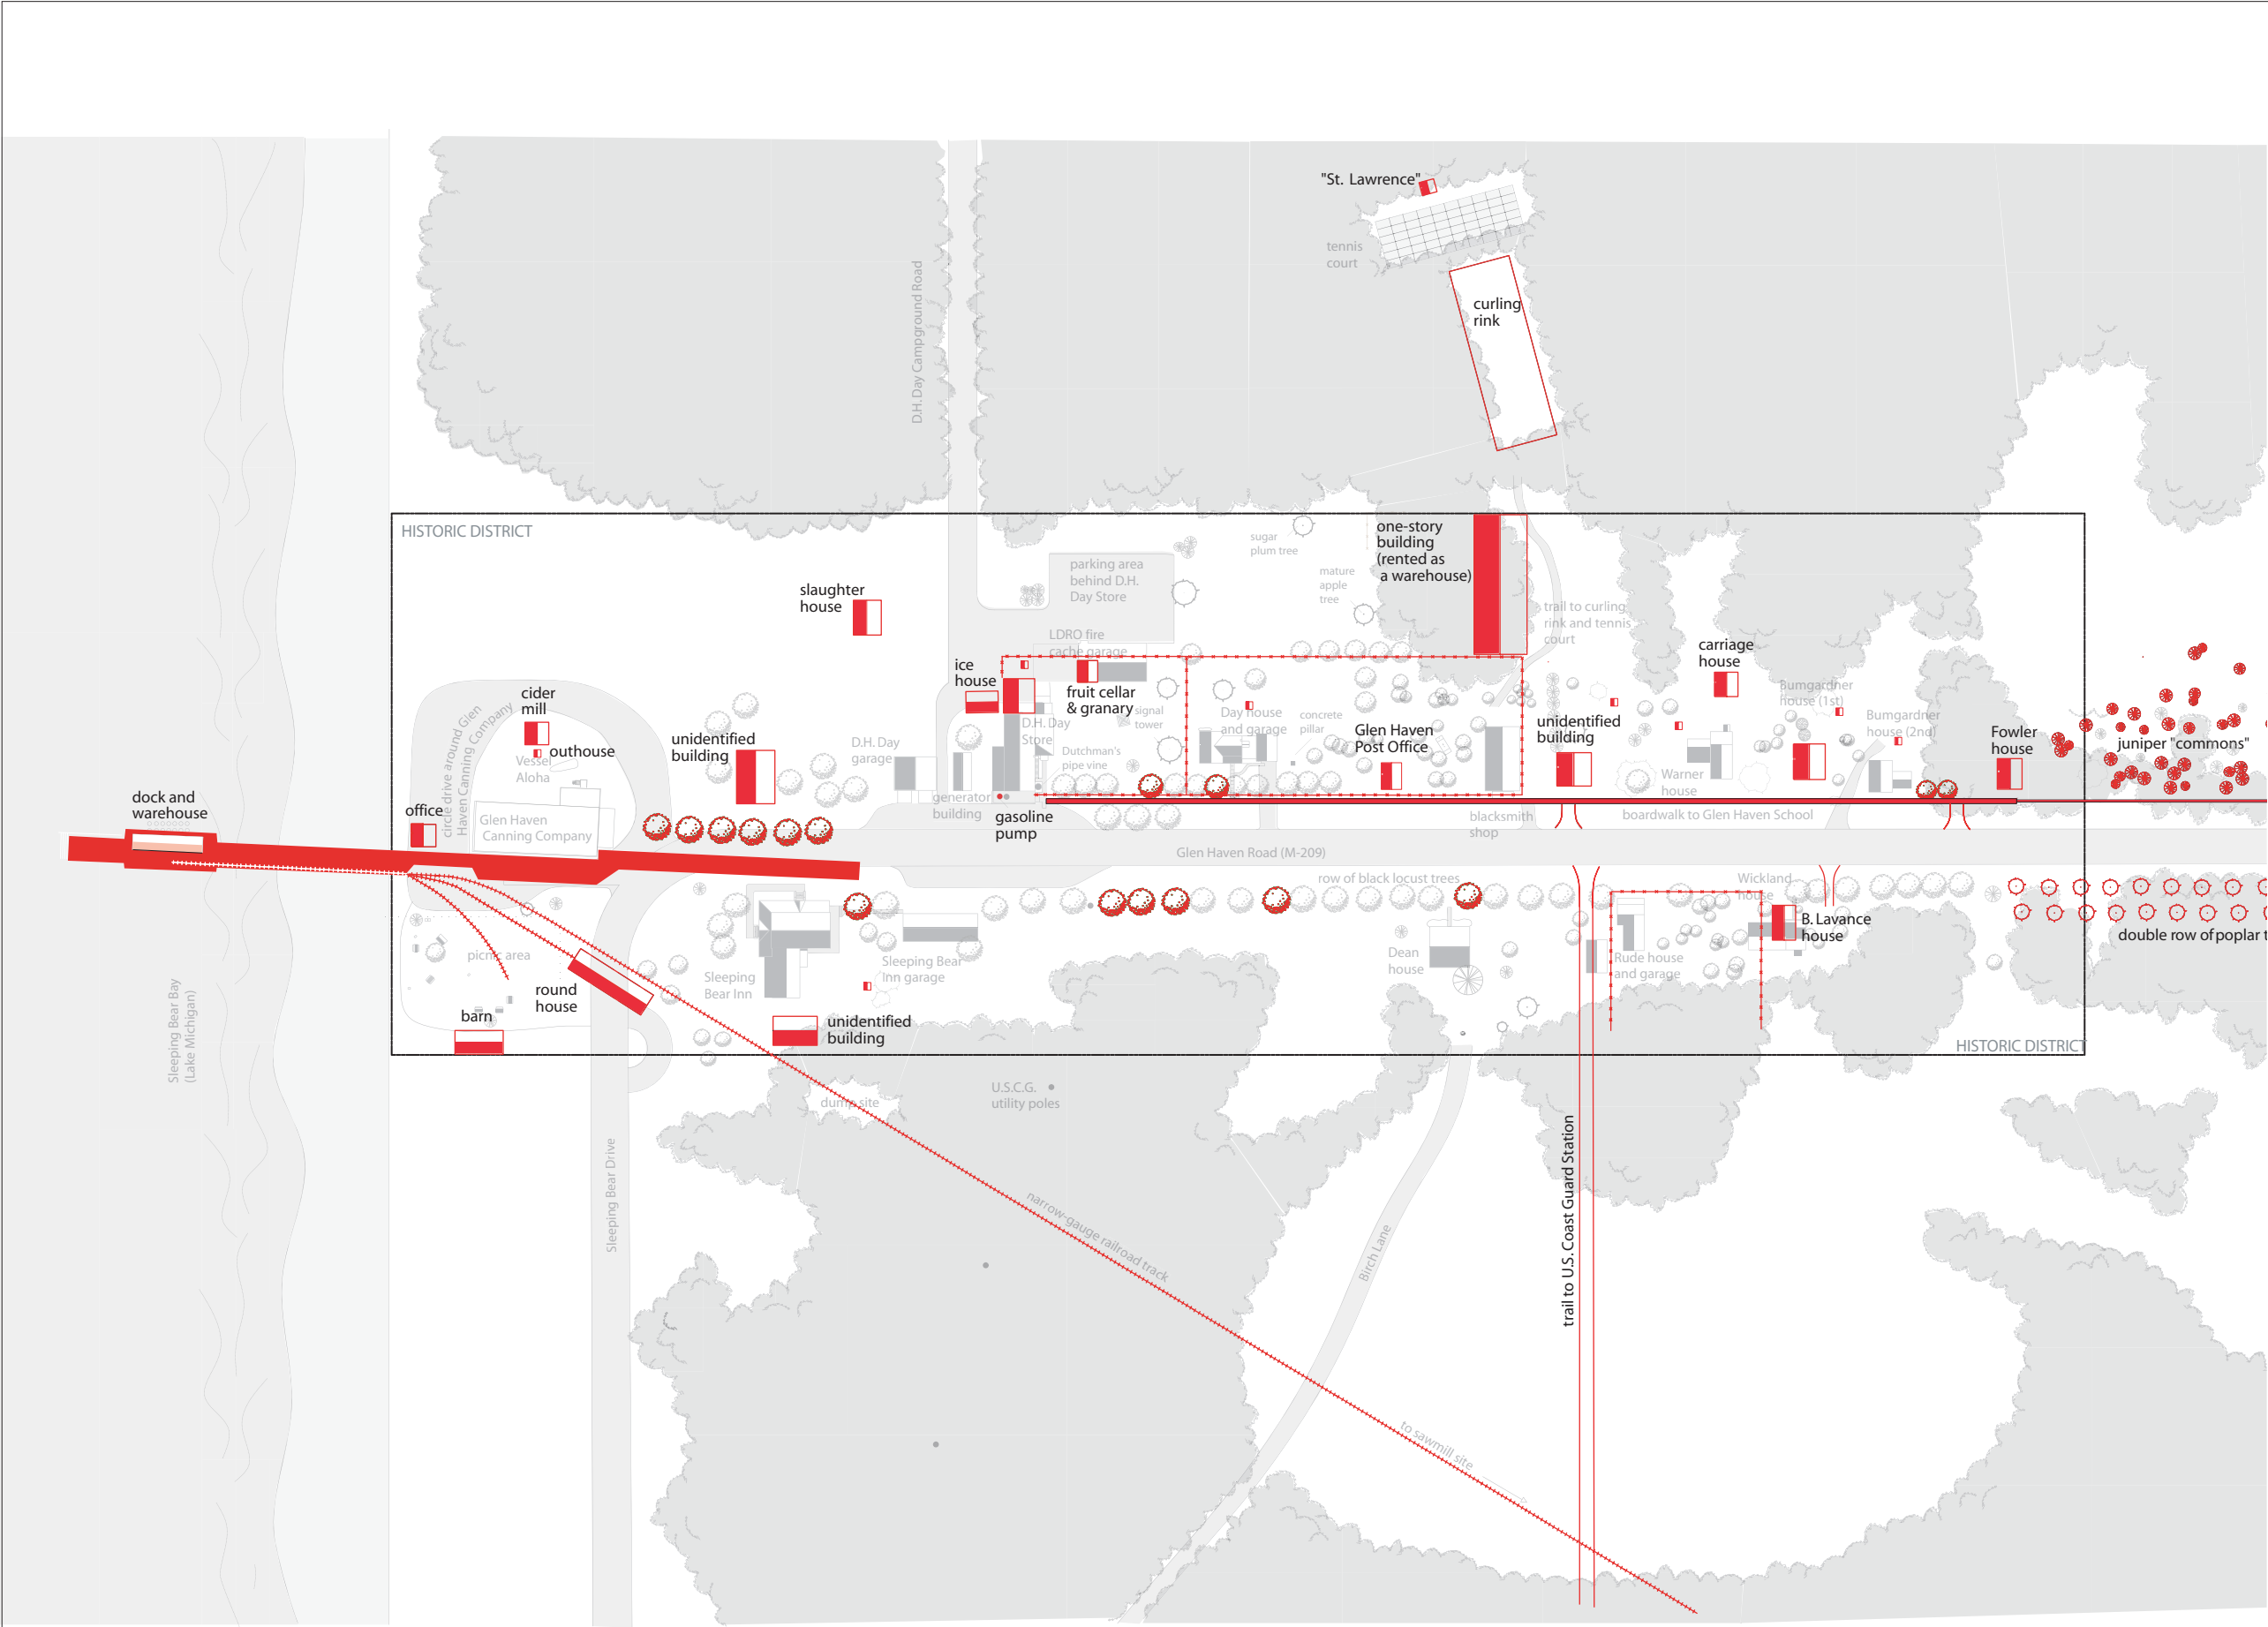 "St. Lawrence"
tennis
court
curling
rink
D.H. Day Campground Road
HISTORIC DISTRICT
one-story
building
(rented as
a warehouse)
sugar
plum tree
mature
apple
tree
parking area
behind D.H.
Day Store
slaughter
house
trail to curling
rink and tennis
court
LDRO fire
cache garage
carriage
house
ice
house
fruit cellar
& granary
cider
mill
outhouse
Vessel
Aloha
circle drive around Glen
Haven Canning Company
unidentified
building
D.H. Day
garage
D.H. Day
Store
signal
tower
Dutchman's
pipe vine
Day house
and garage
concrete
pillar
Glen Haven
Post Office
unidentified
building
Warner
house
Bumgardner
house (1st)
Bumgardner
house (2nd)
Fowler
house
juniper "commons"
dock and
warehouse
office
Glen Haven
Canning Company
generator
building
gasoline
pump
blacksmith
shop
boardwalk to Glen Haven School
Glen Haven Road (M-209)
row of black locust trees
Wickland
house
B. Lavance
house
double row of poplar t
picnic area
round
house
barn
Sleeping
Bear Inn
Sleeping Bear
Inn garage
unidentified
building
Dean
house
Rude house
and garage
HISTORIC DISTRICT
Sleeping Bear Bay
(Lake Michigan)
dump site
U.S.C.G.
utility poles
Sleeping Bear Drive
narrow-gauge railroad track
Birch Lane
trail to U.S. Coast Guard Station
to sawmill site